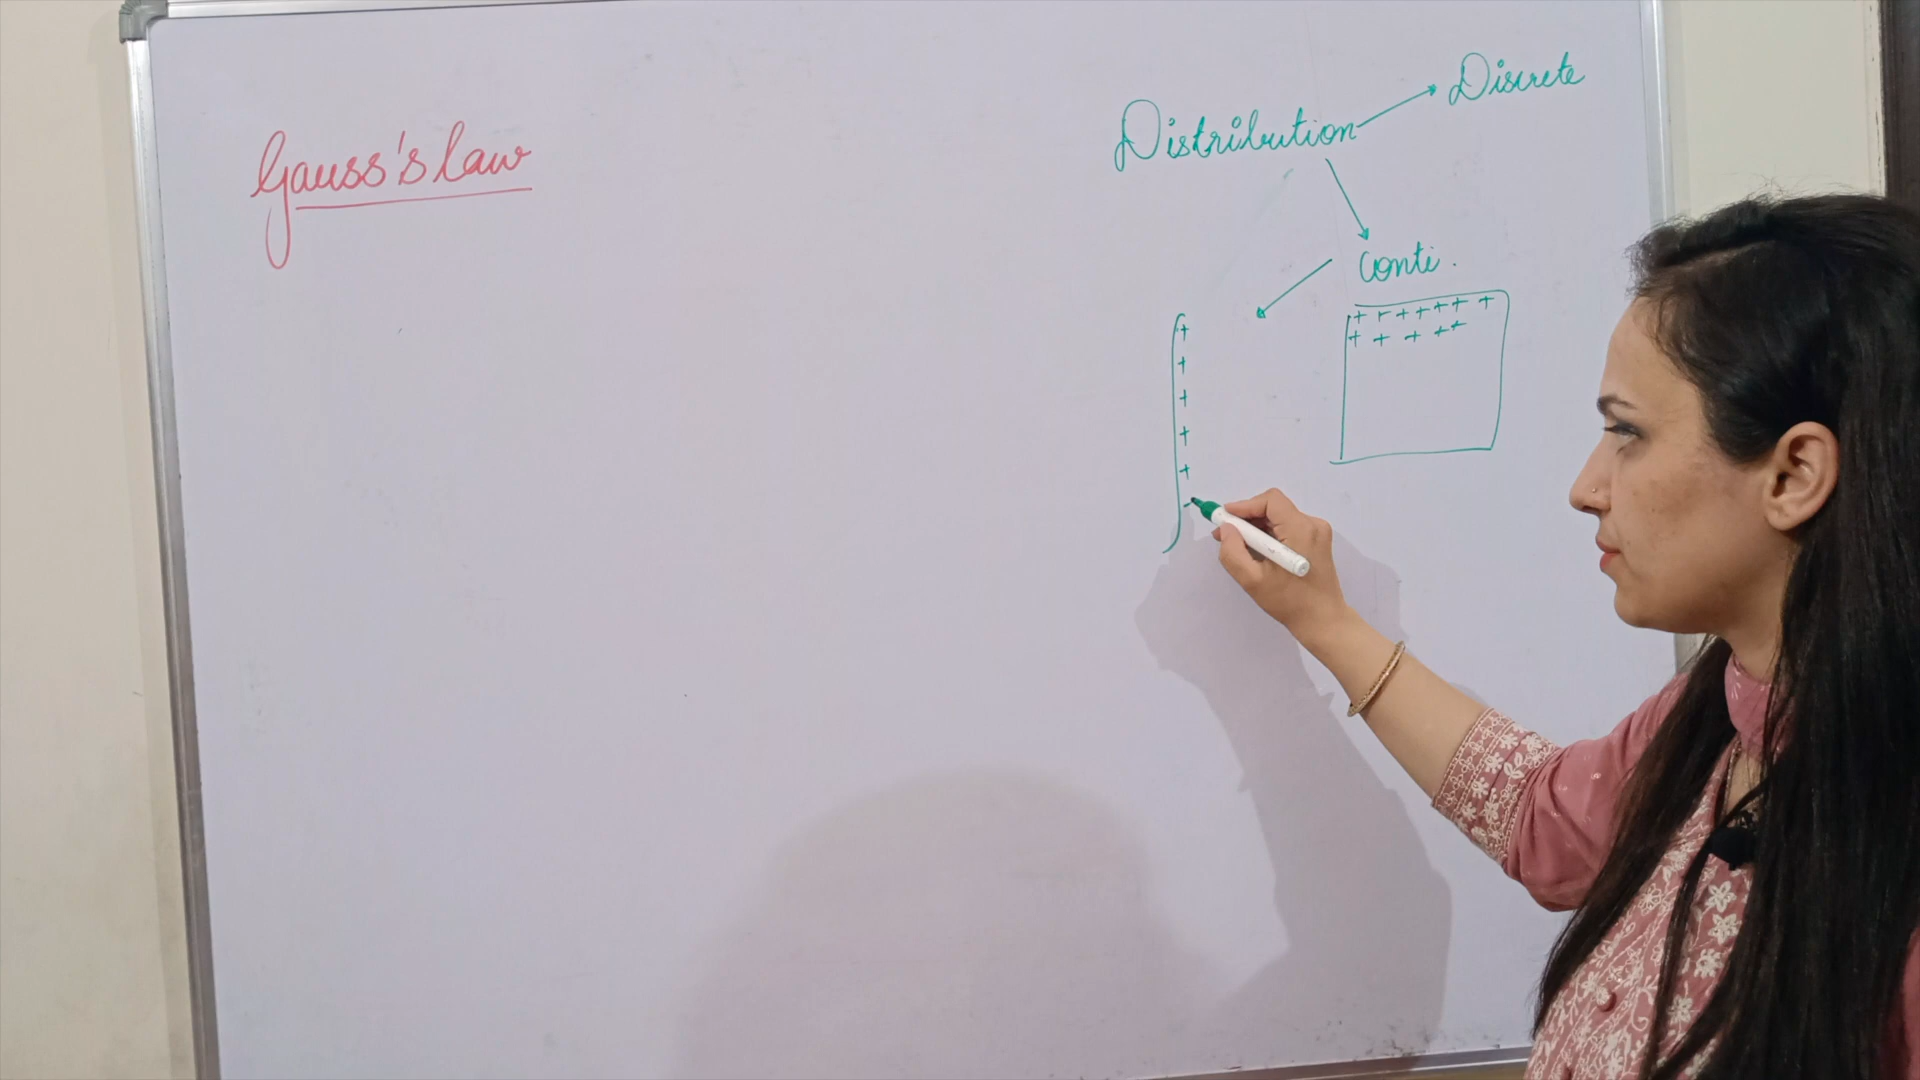 Gauss's law
Distribution
Discrete
Conti.
+ + + + + + +
+ + + + +
+
+
+
+
+